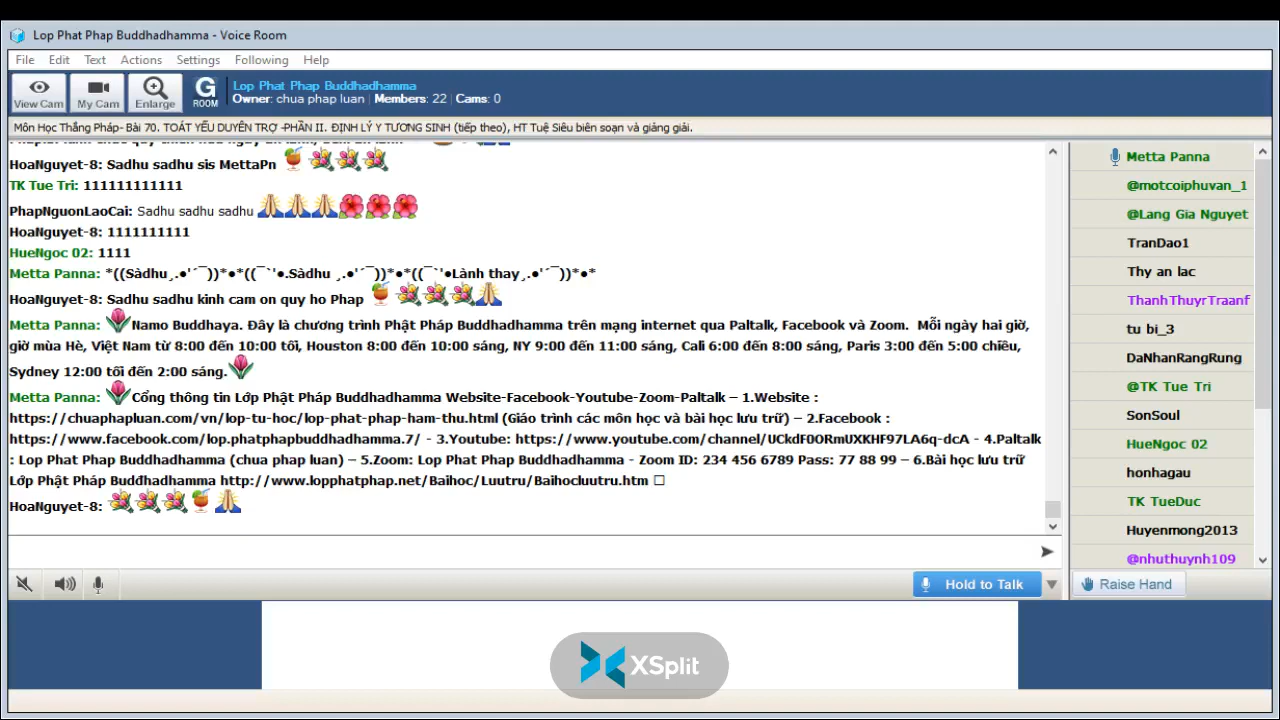 Lop Phat Phap Buddhadhamma - Voice Room
File Edit Text Actions Settings Following Help
View Cam My Cam Enlarge G ROOM
Lop Phat Phap Buddhadhamma
Owner: chua phap luan | Members: 22 | Cams: 0
Môn Học Thắng Pháp- Bài 70. TOÁT YẾU DUYÊN TRỢ -PHẦN II. ĐỊNH LÝ Y TƯƠNG SINH (tiếp theo), HT Tuệ Siêu biên soạn và giảng giải.
HoaNguyet-8: Sadhu sadhu sis MettaPn
TK Tue Tri: 111111111111
PhapNguonLaoCai: Sadhu sadhu sadhu
HoaNguyet-8: 1111111111
HueNgoc 02: 1111
Metta Panna: *((Sàdhu¸.●'´¯))*●*((¯`'●.Sàdhu ¸.●'´¯))*●*((¯`'●Lành thay¸.●'´¯))*●*
HoaNguyet-8: Sadhu sadhu kinh cam on quy ho Phap
Metta Panna: Namo Buddhaya. Đây là chương trình Phật Pháp Buddhadhamma trên mạng internet qua Paltalk, Facebook và Zoom. Mỗi ngày hai giờ,
giờ mùa Hè, Việt Nam từ 8:00 đến 10:00 tối, Houston 8:00 đến 10:00 sáng, NY 9:00 đến 11:00 sáng, Cali 6:00 đến 8:00 sáng, Paris 3:00 đến 5:00 chiều,
Sydney 12:00 tối đến 2:00 sáng.
Metta Panna: Cổng thông tin Lớp Phật Pháp Buddhadhamma Website-Facebook-Youtube-Zoom-Paltalk – 1.Website :
https://chuaphapluan.com/vn/lop-tu-hoc/lop-phat-phap-ham-thu.html (Giáo trình các môn học và bài học lưu trữ) – 2.Facebook :
https://www.facebook.com/lop.phatphapbuddhadhamma.7/ - 3.Youtube: https://www.youtube.com/channel/UCkdF0ORmUXKHF97LA6q-dcA - 4.Paltalk
: Lop Phat Phap Buddhadhamma (chua phap luan) – 5.Zoom: Lop Phat Phap Buddhadhamma - Zoom ID: 234 456 6789 Pass: 77 88 99 – 6.Bài học lưu trữ
Lớp Phật Pháp Buddhadhamma http://www.lopphatphap.net/Baihoc/Luutru/Baihocluutru.htm
HoaNguyet-8:
Metta Panna
@motcoiphuvan_1
@Lang Gia Nguyet
TranDao1
Thy an lac
ThanhThuyrTraanf
tu bi_3
DaNhanRangRung
@TK Tue Tri
SonSoul
HueNgoc 02
honhagau
TK TueDuc
Huyenmong2013
@nhuthuynh109
Hold to Talk
Raise Hand
XSplit